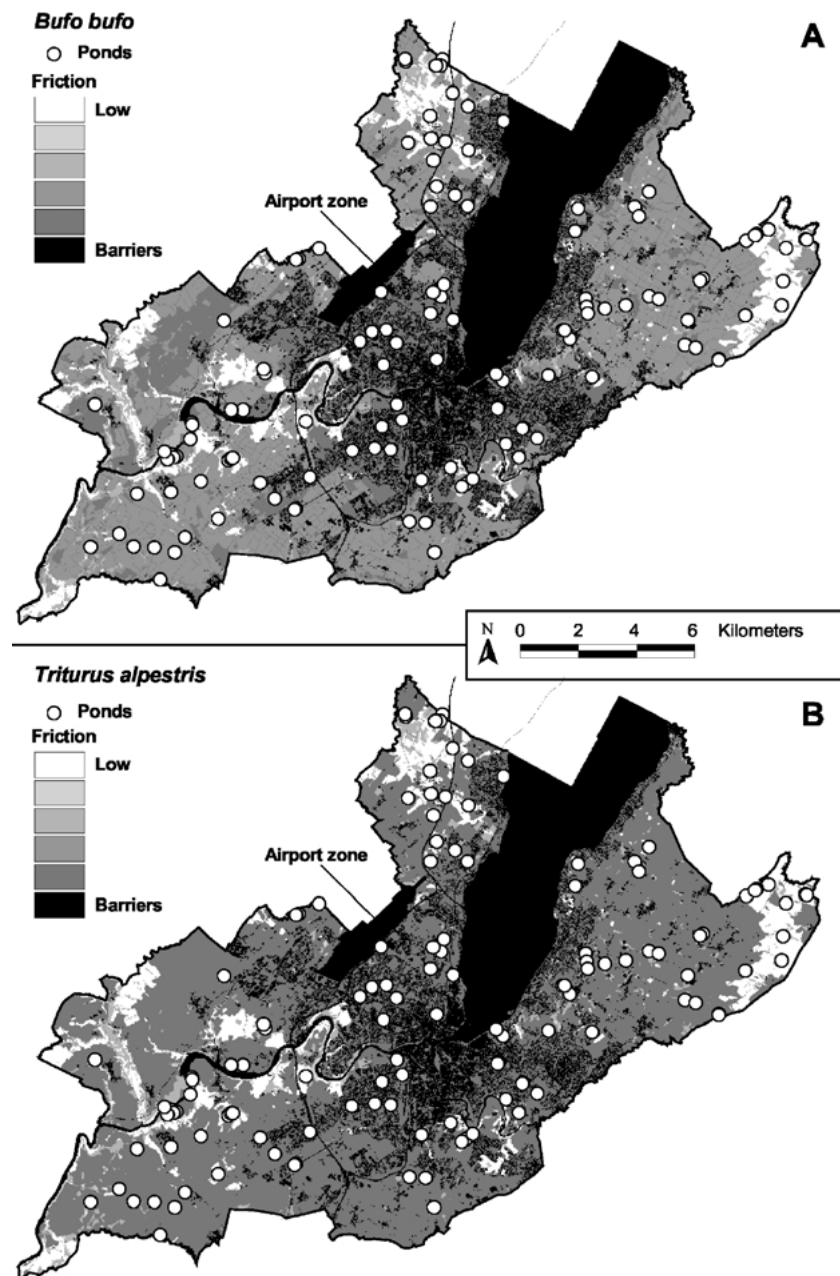 Bufo bufo
A
Ponds
Friction
Low
Airport zone
Barriers
N 0 2 4 6 Kilometers
Triturus alpestris
B
Ponds
Friction
Low
Airport zone
Barriers